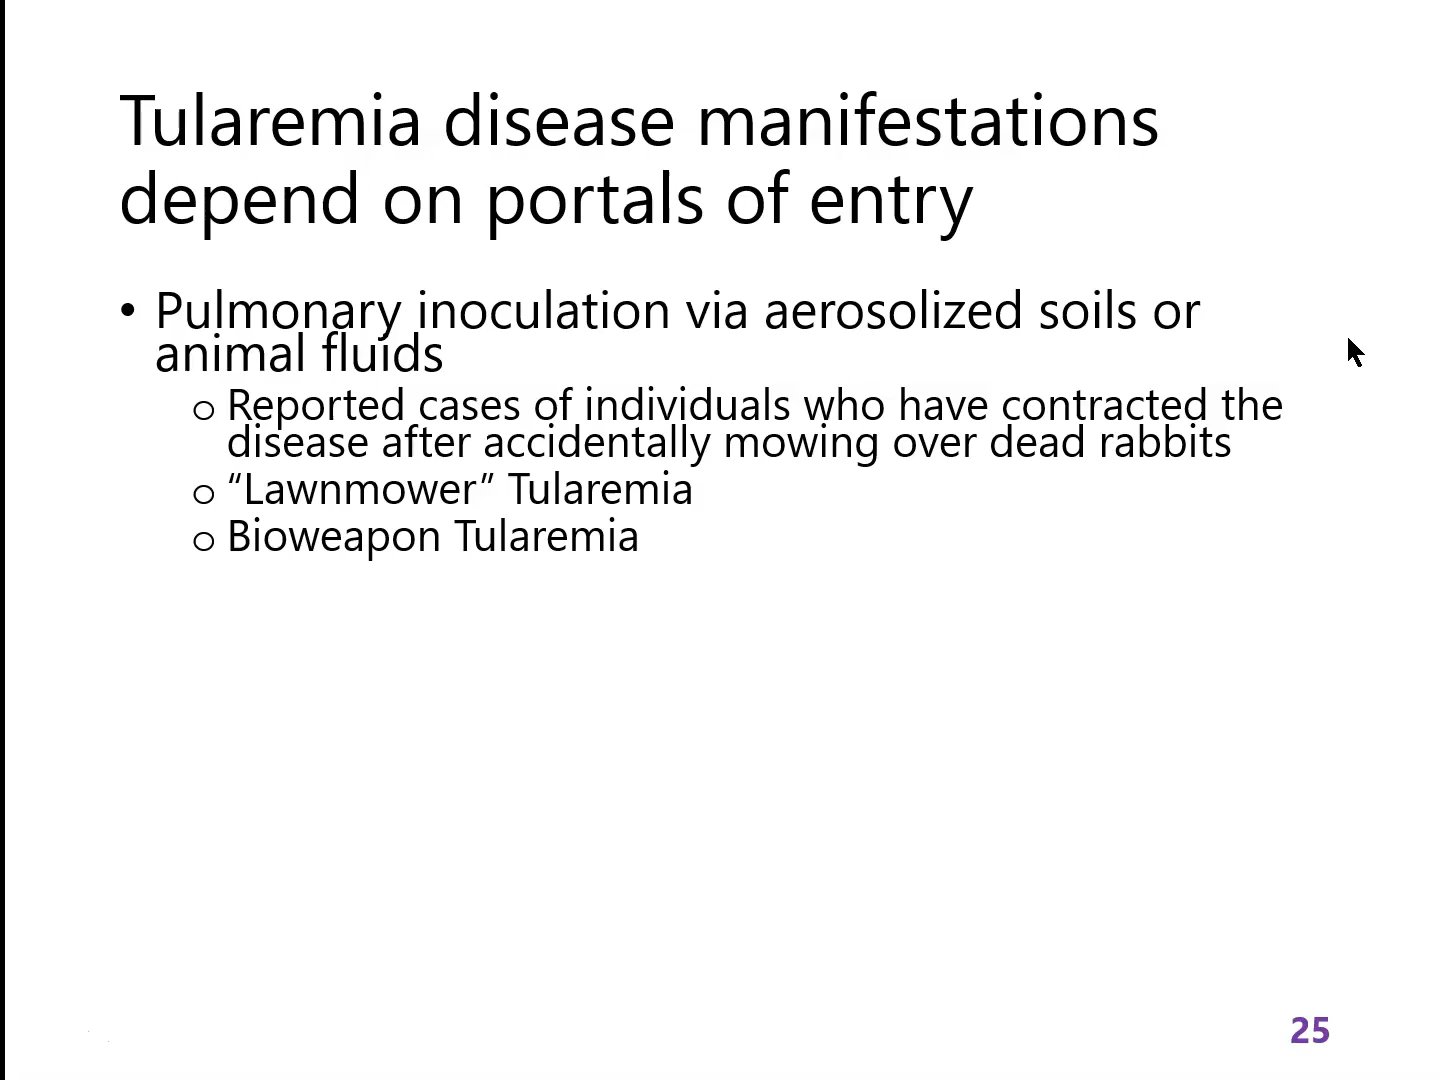 Tularemia disease manifestations
depend on portals of entry
• Pulmonary inoculation via aerosolized soils or
animal fluids
o Reported cases of individuals who have contracted the
disease after accidentally mowing over dead rabbits
o “Lawnmower” Tularemia
o Bioweapon Tularemia
25